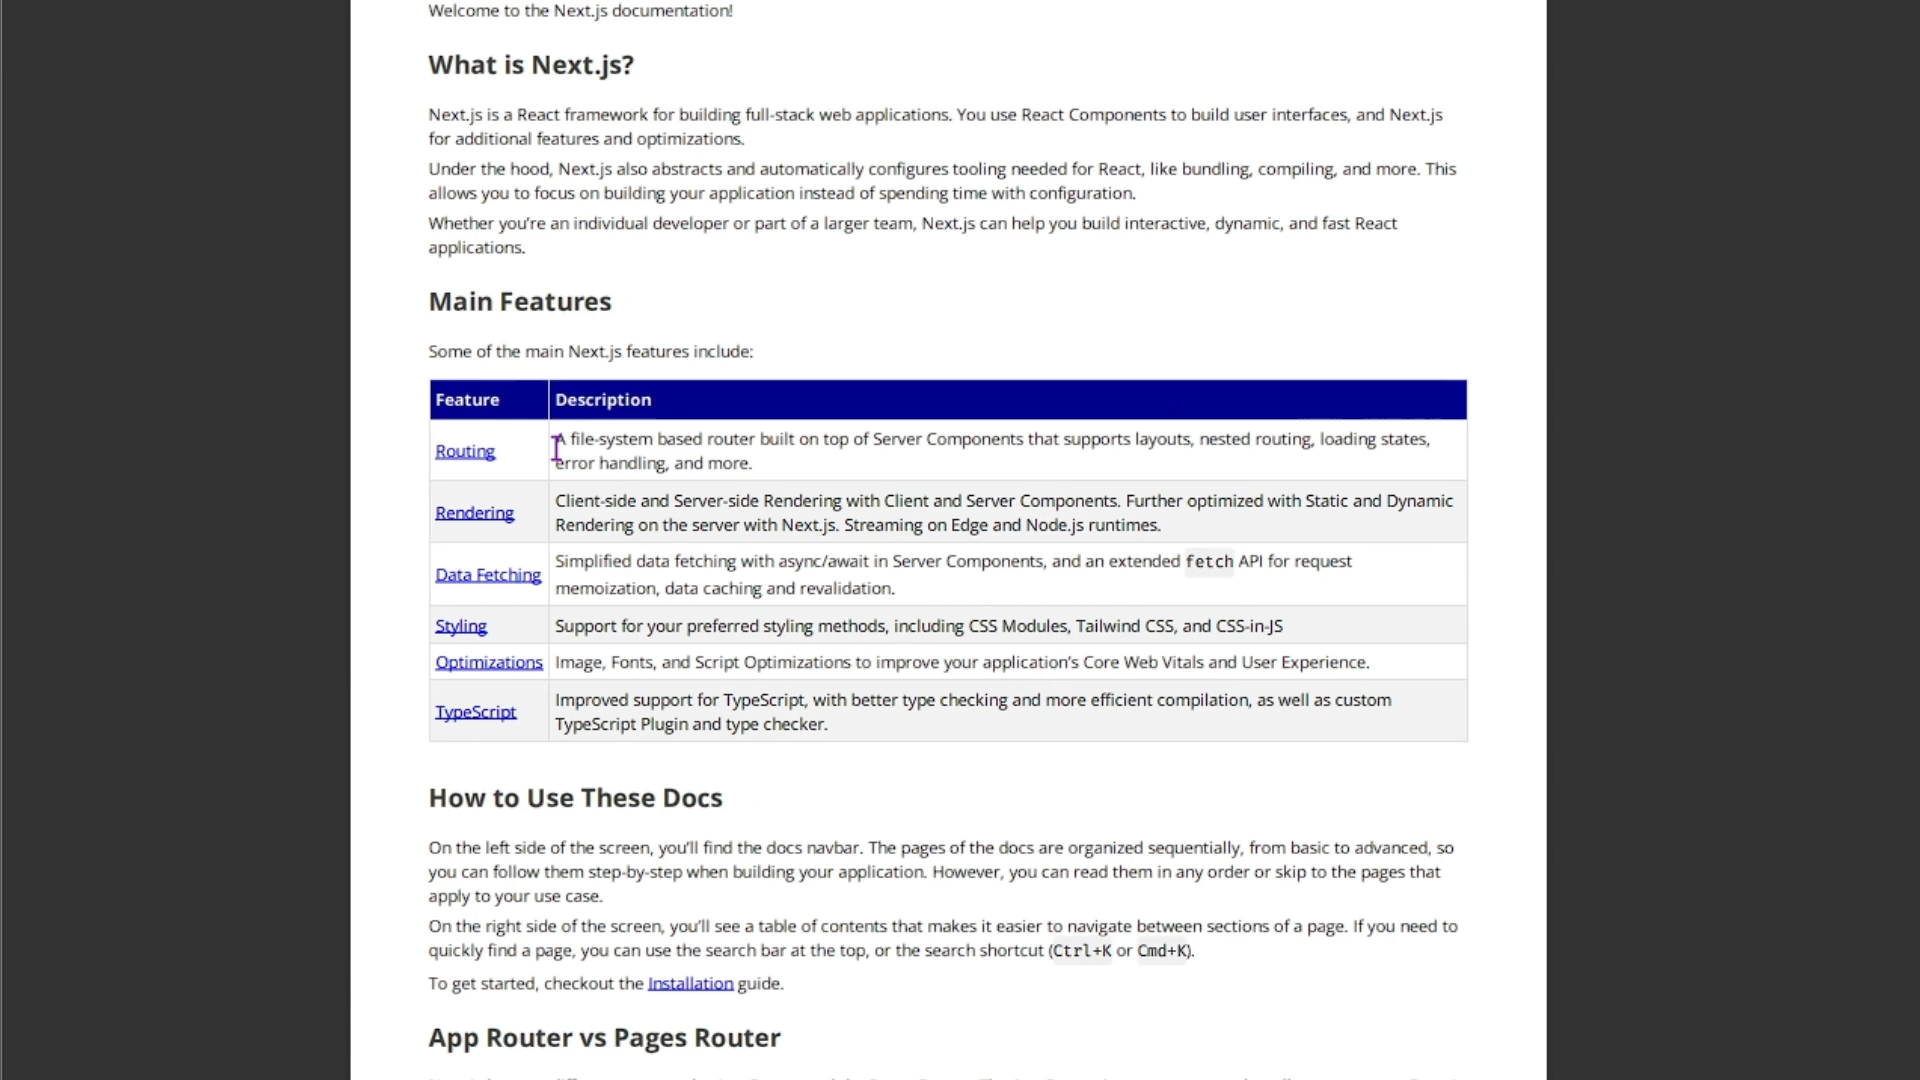 Welcome to the Next.js documentation!
What is Next.js?
Next.js is a React framework for building full-stack web applications. You use React Components to build user interfaces, and Next.js
for additional features and optimizations.
Under the hood, Next.js also abstracts and automatically configures tooling needed for React, like bundling, compiling, and more. This
allows you to focus on building your application instead of spending time with configuration.
Whether you're an individual developer or part of a larger team, Next.js can help you build interactive, dynamic, and fast React
applications.
Main Features
Some of the main Next.js features include:
Feature Description
Routing
A file-system based router built on top of Server Components that supports layouts, nested routing, loading states,
error handling, and more.
Rendering
Client-side and Server-side Rendering with Client and Server Components. Further optimized with Static and Dynamic
Rendering on the server with Next.js. Streaming on Edge and Node.js runtimes.
Data Fetching
Simplified data fetching with async/await in Server Components, and an extended fetch API for request
memoization, data caching and revalidation.
Styling Support for your preferred styling methods, including CSS Modules, Tailwind CSS, and CSS-in-JS
Optimizations Image, Fonts, and Script Optimizations to improve your application's Core Web Vitals and User Experience.
TypeScript
Improved support for TypeScript, with better type checking and more efficient compilation, as well as custom
TypeScript Plugin and type checker.
How to Use These Docs
On the left side of the screen, you'll find the docs navbar. The pages of the docs are organized sequentially, from basic to advanced, so
you can follow them step-by-step when building your application. However, you can read them in any order or skip to the pages that
apply to your use case.
On the right side of the screen, you'll see a table of contents that makes it easier to navigate between sections of a page. If you need to
quickly find a page, you can use the search bar at the top, or the search shortcut (Ctrl+K or Cmd+K).
To get started, checkout the Installation guide.
App Router vs Pages Router